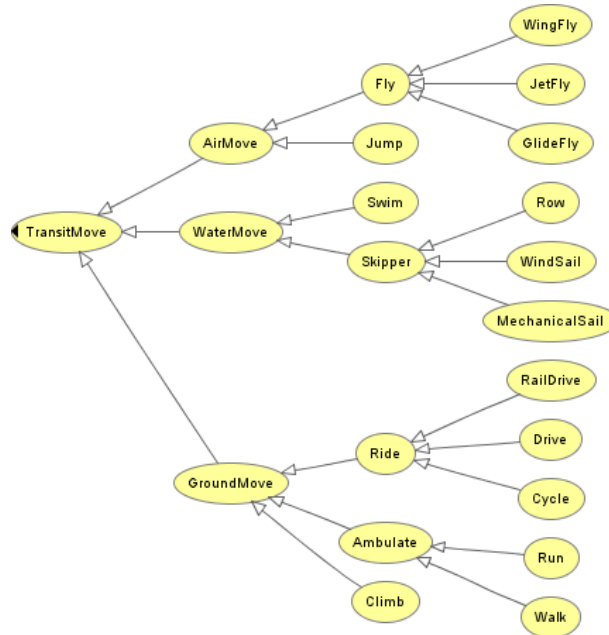 WingFly
Fly
JetFly
AirMove
Jump
GlideFly
Swim
Row
TransitMove
WaterMove
Skipper
WindSail
MechanicalSail
RailDrive
Ride
Drive
GroundMove
Cycle
Ambulate
Run
Climb
Walk